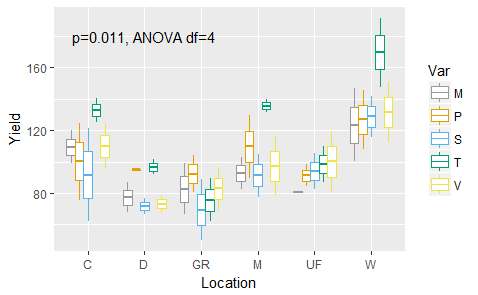 p=0.011, ANOVA df=4
Yield
160
120
80
C D GR M UF W
Location
Var
M
P
S
T
V